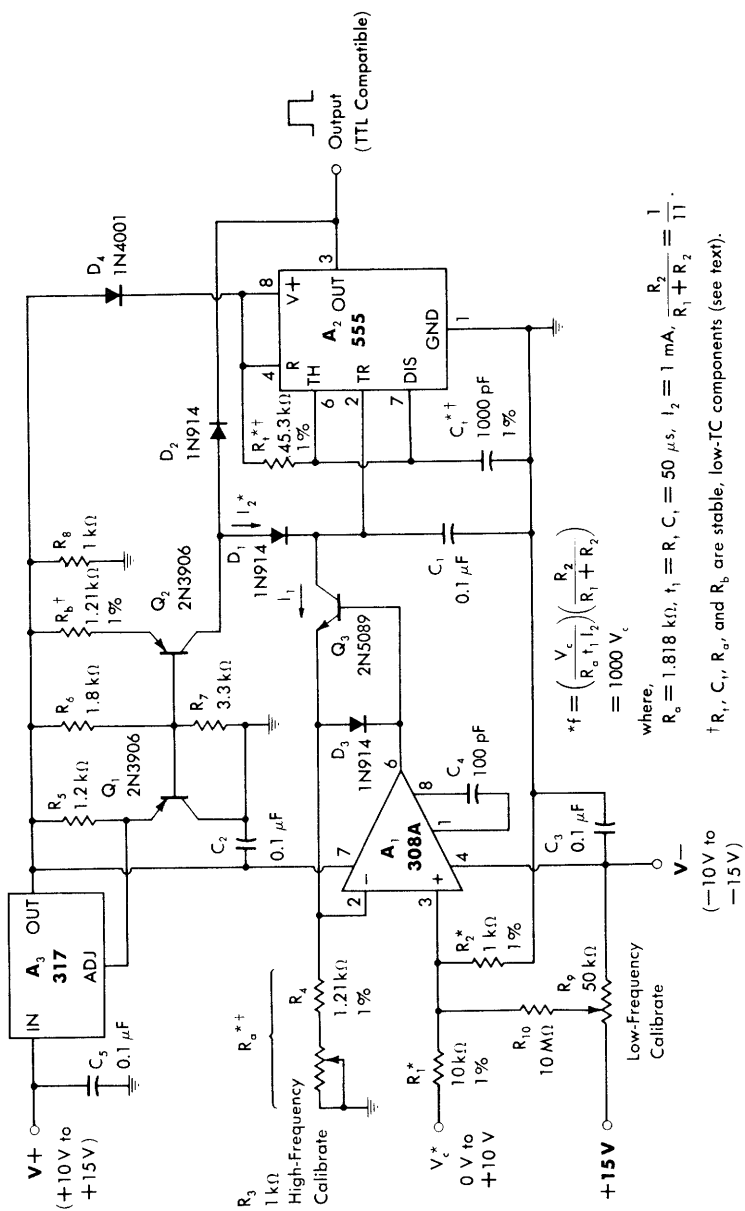 V+
(+10V to
+15V)
C5
0.1 μF
IN
A3
317
OUT
ADJ
R5
1.2 kΩ
Q1
2N3906
C2
0.1 μF
R6
1.8 kΩ
R7
3.3 kΩ
Rb†
1.21kΩ
1%
Q2
2N3906
R8
1 kΩ
D4
1N4001
D2
1N914
D1
1N914
I2*
I1
Q3
2N5089
D3
1N914
C1
0.1 μF
Rt*†
45.3 kΩ
1%
Ct*†
1000 pF
1%
4
8
R
V+
6
TH
2
TR
7
DIS
A2
555
OUT
3
GND
1
Output
(TTL Compatible)
R3
1 kΩ
High-Frequency
Calibrate
Ra*†
R4
1.21kΩ
1%
2
−
3
+
7
6
8
1
4
A1
308A
C4
100 pF
C3
0.1 μF
V−
(−10V to
−15V)
Vc*
0 V to
+10 V
R1*
10 kΩ
1%
R2*
1 kΩ
1%
R10
10 MΩ
R9
50 kΩ
Low-Frequency
Calibrate
+15V
*f = (Vc / Ra t1 I2) (R2 / R1 + R2)
= 1000 Vc
where,
Ra = 1.818 kΩ, t1 = Rt Ct = 50 μs, I2 = 1 mA, R2 / R1 + R2 = 1 / 11.
†Rt, Ct, Ra, and Rb are stable, low-TC components (see text).